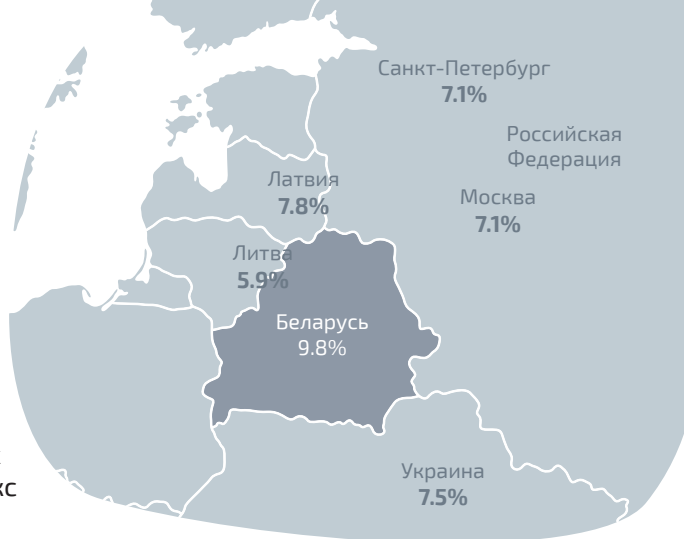 Санкт-Петербург
7.1%
Российская
Федерация
Латвия
7.8%
Москва
7.1%
Литва
5.9%
Беларусь
9.8%
Украина
7.5%
кс